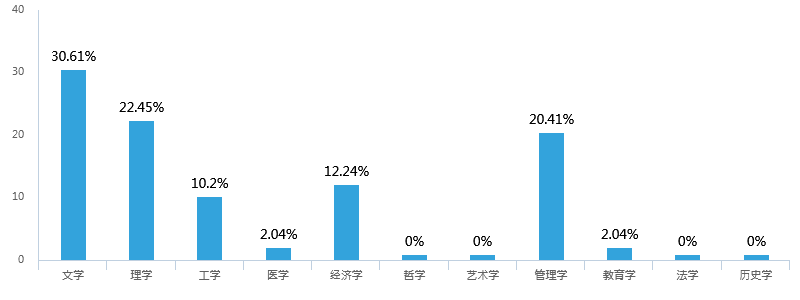 40
30
20
10
0
30.61%
22.45%
10.2%
2.04%
12.24%
0%
0%
20.41%
2.04%
0%
0%
文学
理学
工学
医学
经济学
哲学
艺术学
管理学
教育学
法学
历史学